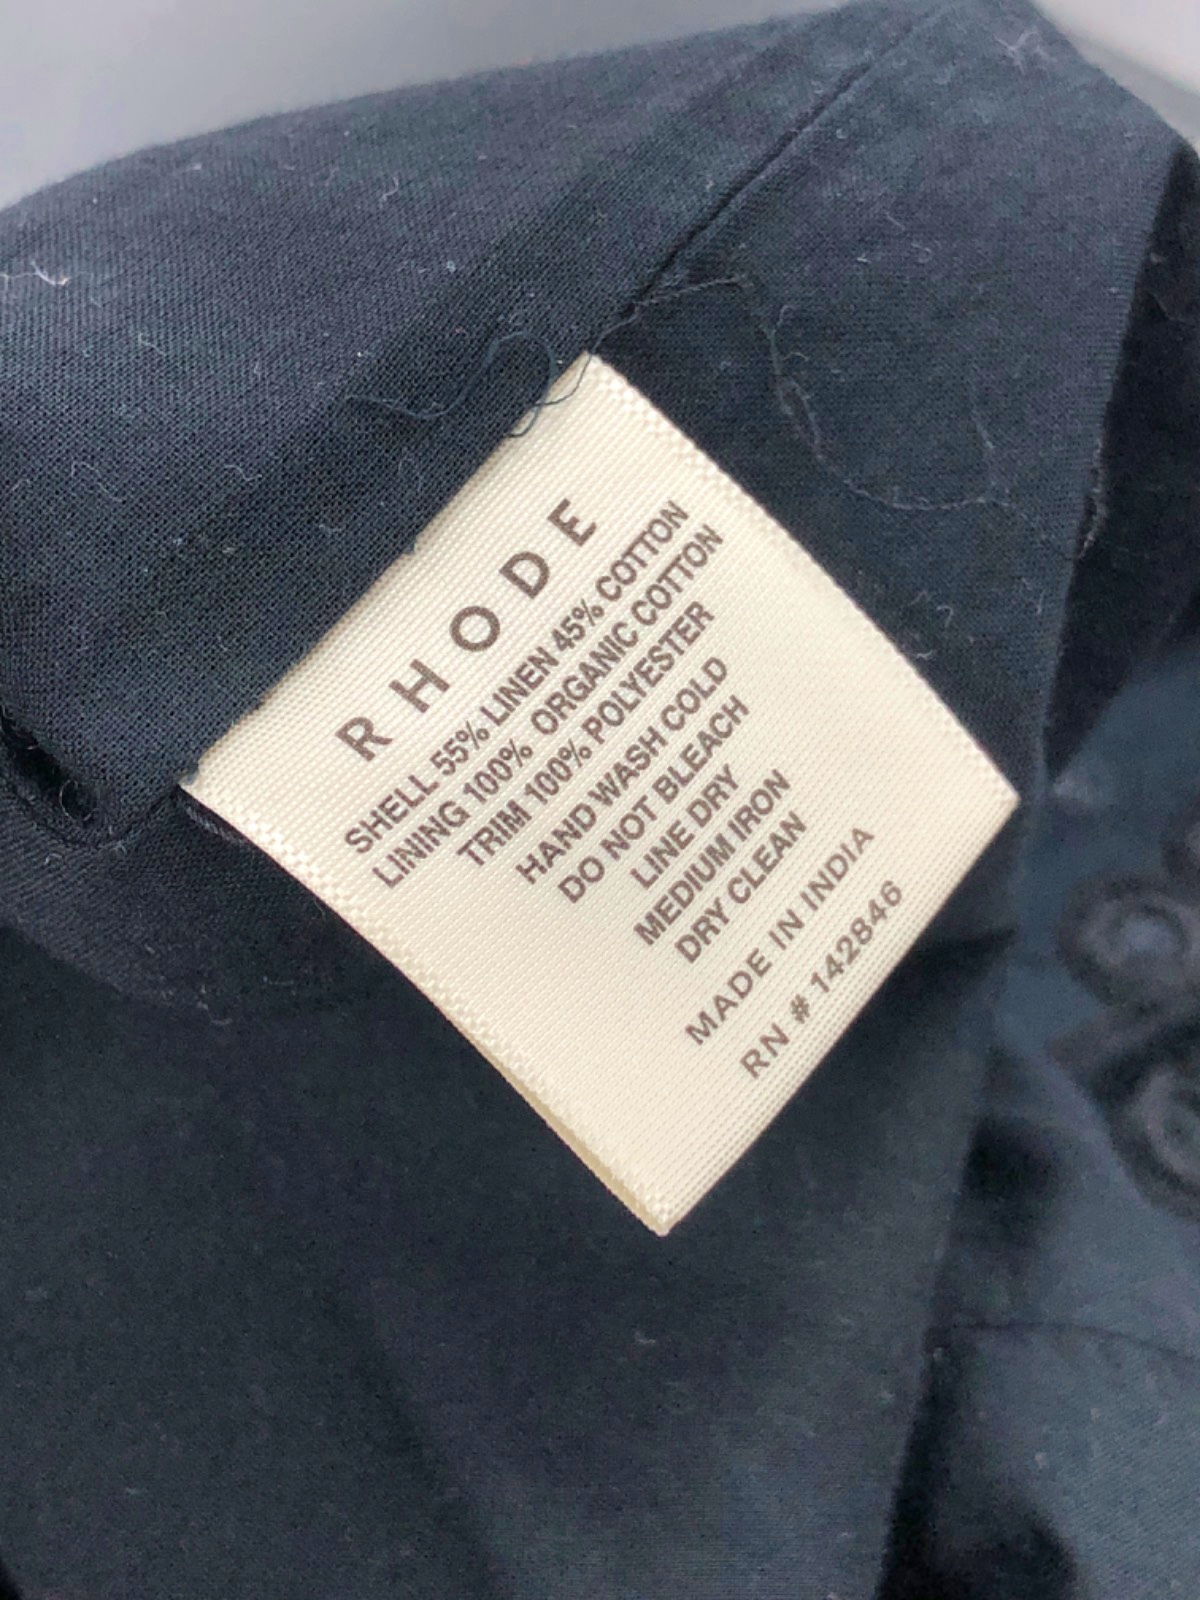 RHODE
SHELL 55% LINEN 45% COTTON
LINING 100% ORGANIC COTTON
TRIM 100% POLYESTER
HAND WASH COLD
DO NOT BLEACH
LINE DRY
MEDIUM IRON
DRY CLEAN
MADE IN INDIA
RN # 142846